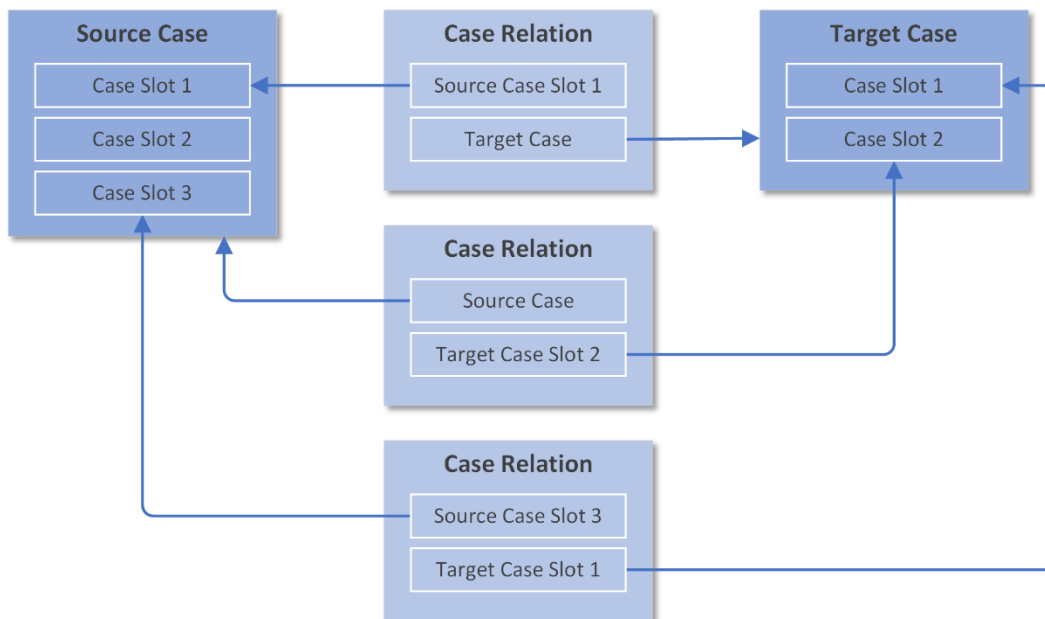 Source Case
Case Slot 1
Case Slot 2
Case Slot 3
Case Relation
Source Case Slot 1
Target Case
Target Case
Case Slot 1
Case Slot 2
Case Relation
Source Case
Target Case Slot 2
Case Relation
Source Case Slot 3
Target Case Slot 1